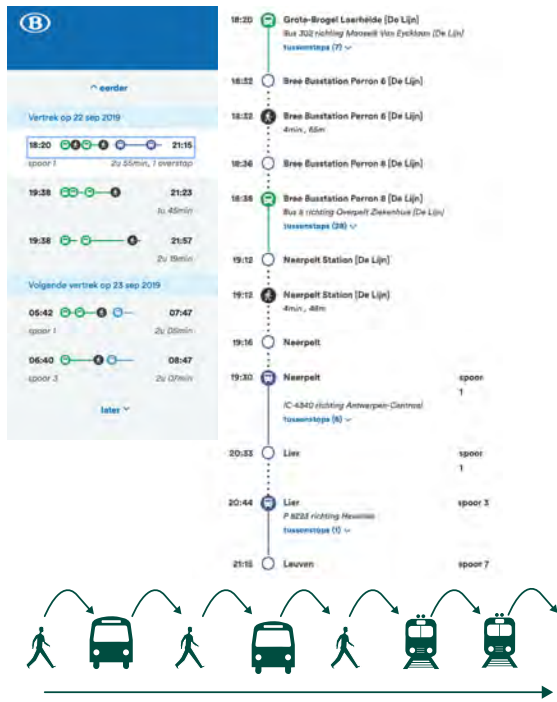 B
eerder
Vertrek op 22 sep 2019
18:20 21:15
spoor 1 2u 55min, 1 overstap
19:38 21:23
1u 45min
19:38 21:57
2u 19min
Volgende vertrek op 23 sep 2019
05:42 07:47
spoor 1 2u 05min
06:40 08:47
spoor 3 2u 07min
later
18:20 Grote-Brogel Laarheide [De Lijn]
Bus 302 richting Maaseik Van Eycklaan [De Lijn]
tussenstops (7)
18:32 Bree Busstation Perron 6 [De Lijn]
18:32 Bree Busstation Perron 6 [De Lijn]
4min, 65m
18:36 Bree Busstation Perron 8 [De Lijn]
18:38 Bree Busstation Perron 8 [De Lijn]
Bus 8 richting Overpelt Ziekenhuis [De Lijn]
tussenstops (28)
19:12 Neerpelt Station [De Lijn]
19:12 Neerpelt Station [De Lijn]
4min, 48m
19:16 Neerpelt
19:30 Neerpelt spoor
1
IC-4840 richting Antwerpen-Centraal
tussenstops (6)
20:33 Lier spoor
1
20:44 Lier spoor 3
P 8223 richting
tussenstops (1)
21:15 Leuven spoor 7